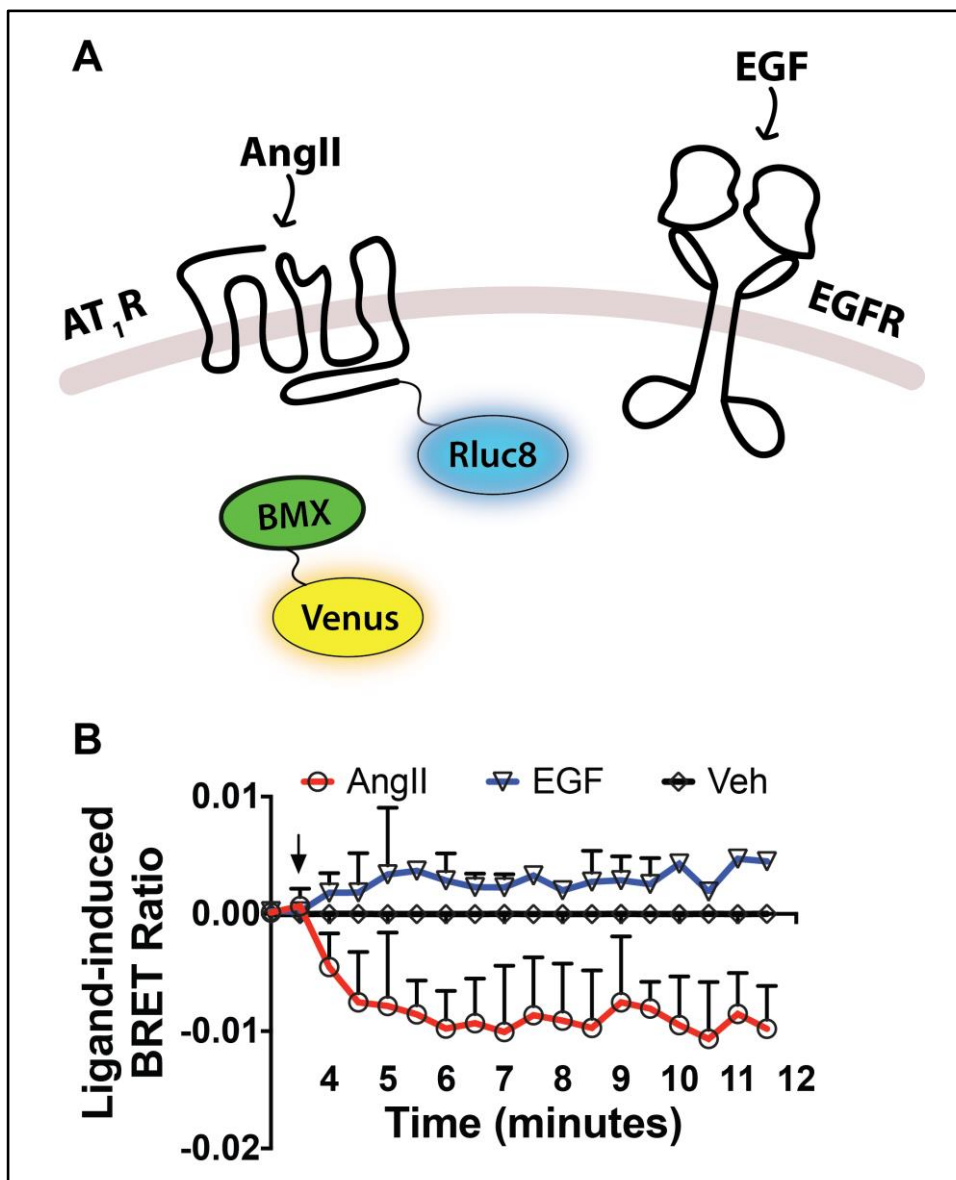 A
EGF
AngII
AT1R
EGFR
Rluc8
BMX
Venus
B
AngII EGF Veh
0.01
0.00
-0.01
-0.02
Ligand-induced
BRET Ratio
4 5 6 7 8 9 10 11 12
Time (minutes)